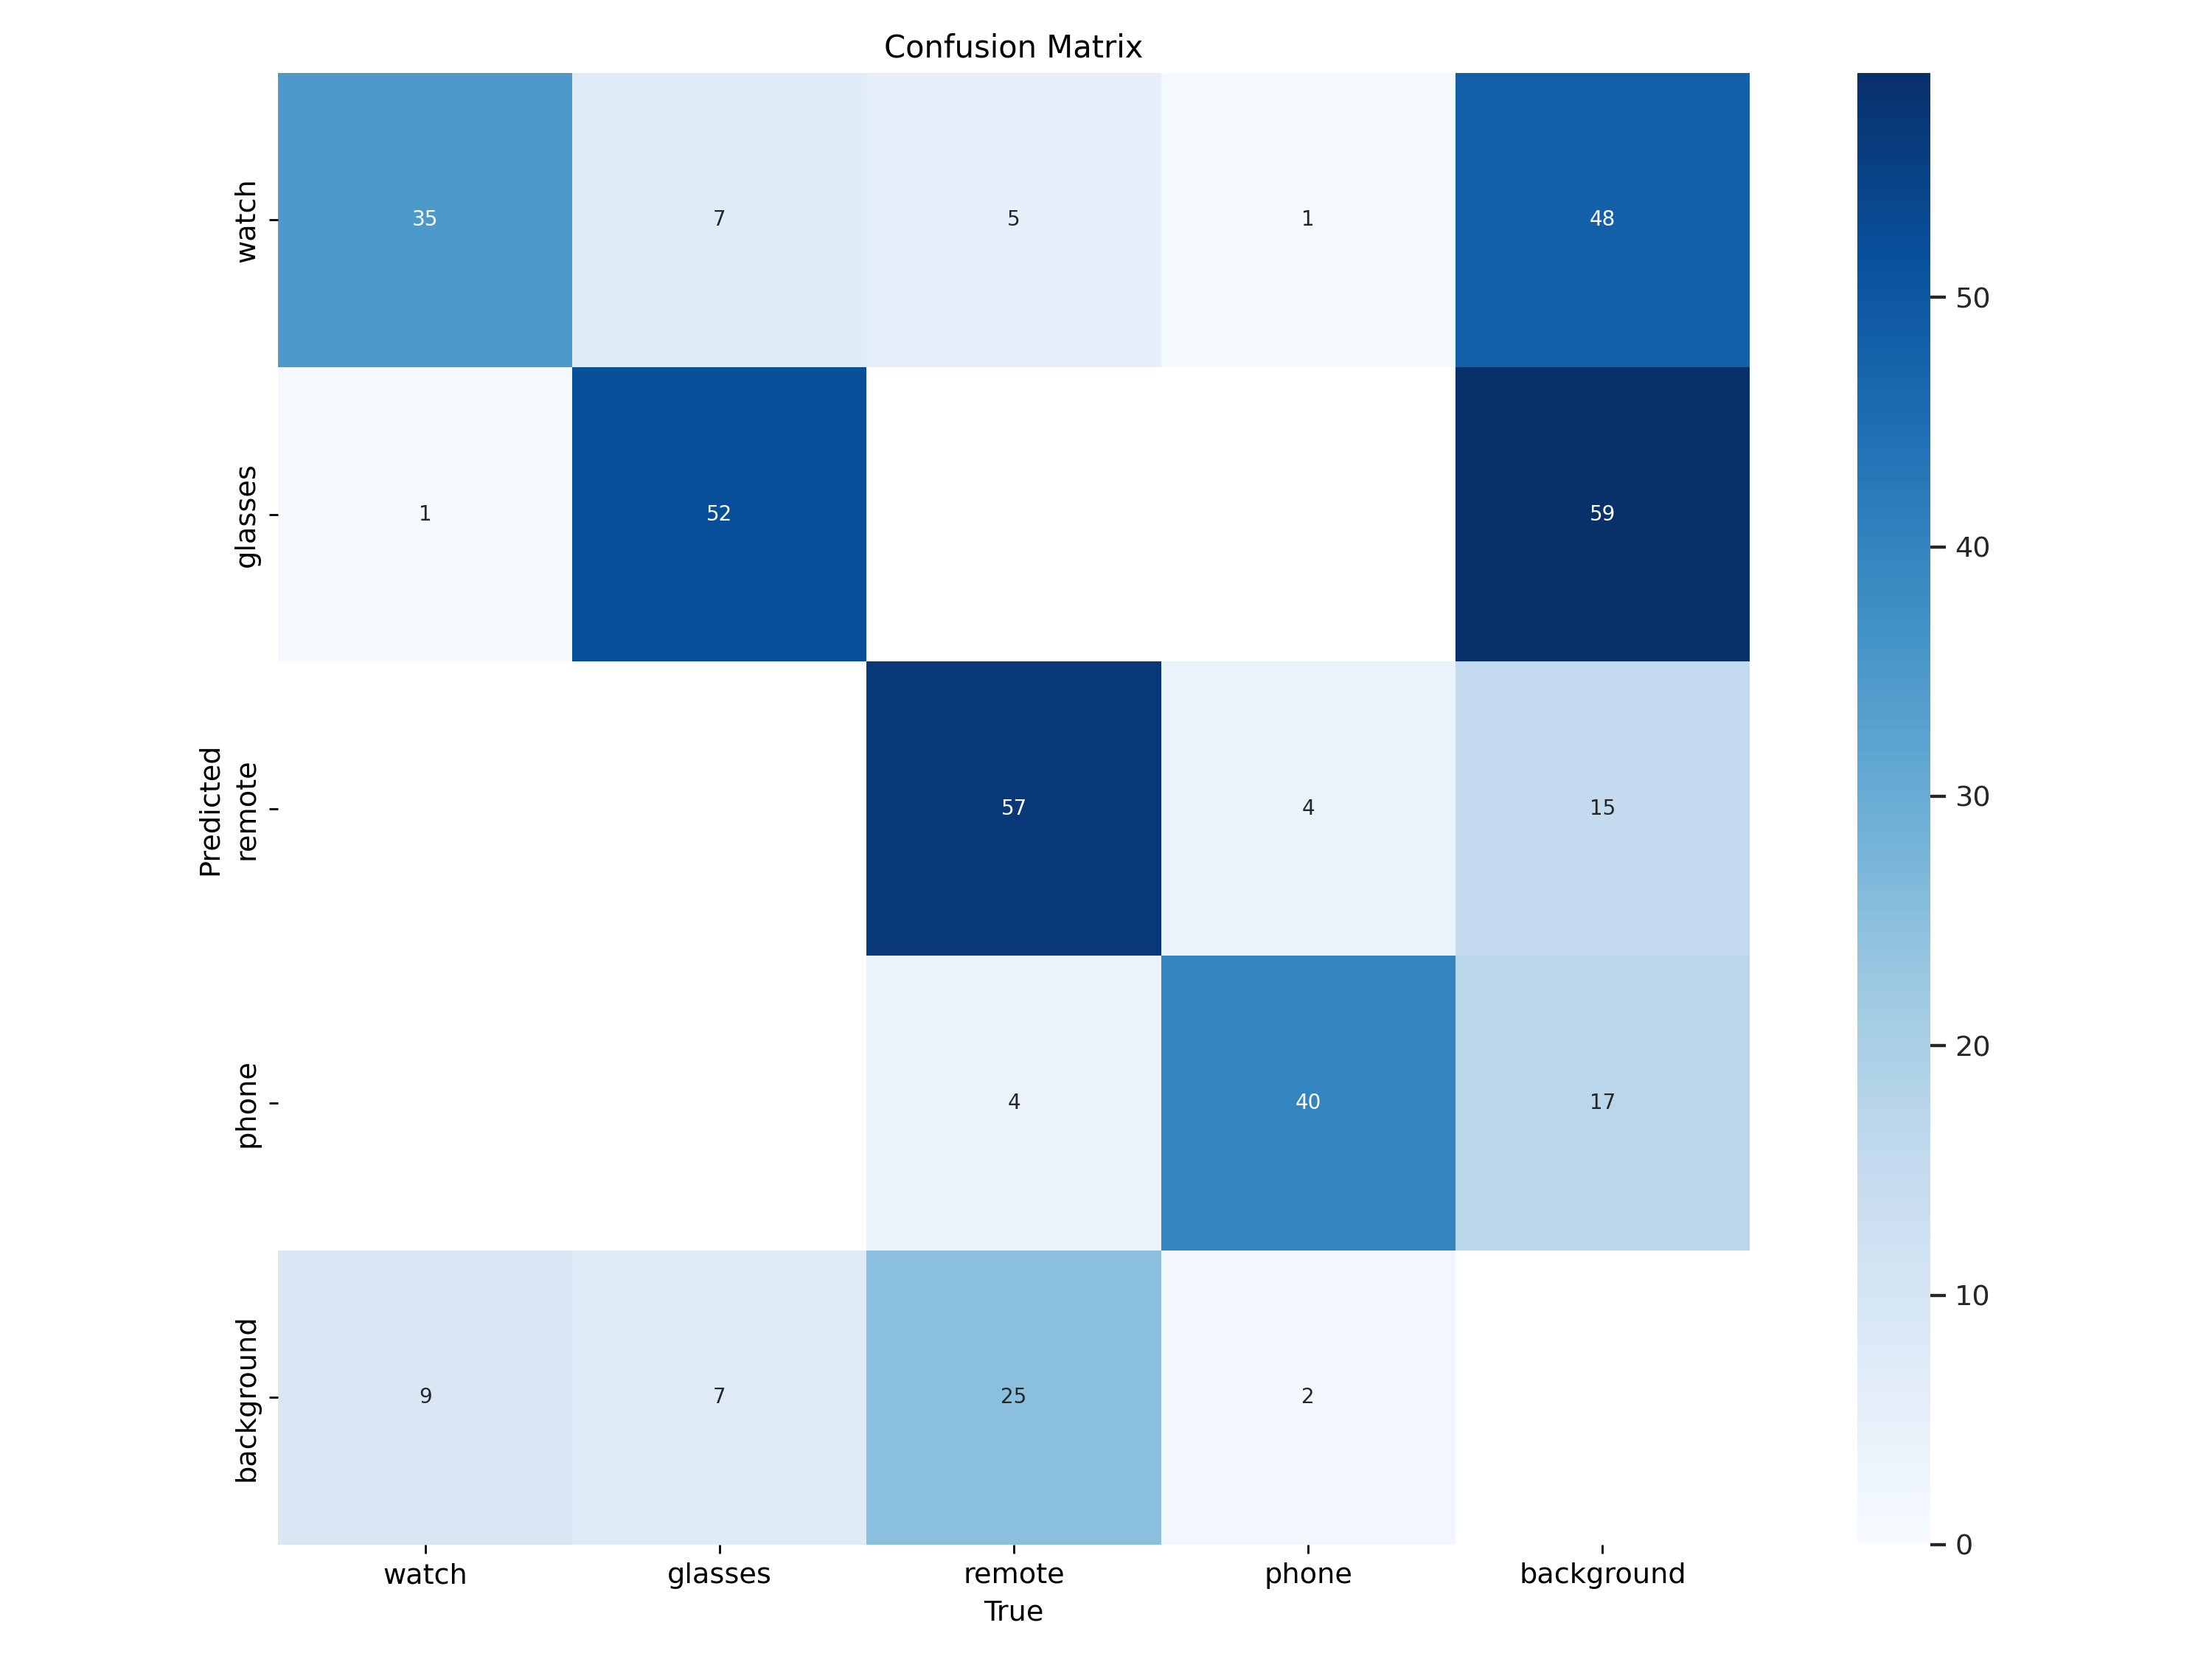 Confusion Matrix
watch
35 7 5 1 48
glasses
1 52 59
Predicted
remote
57 4 15
phone
4 40 17
background
9 7 25 2
watch glasses remote phone background
True
50
40
30
20
10
0